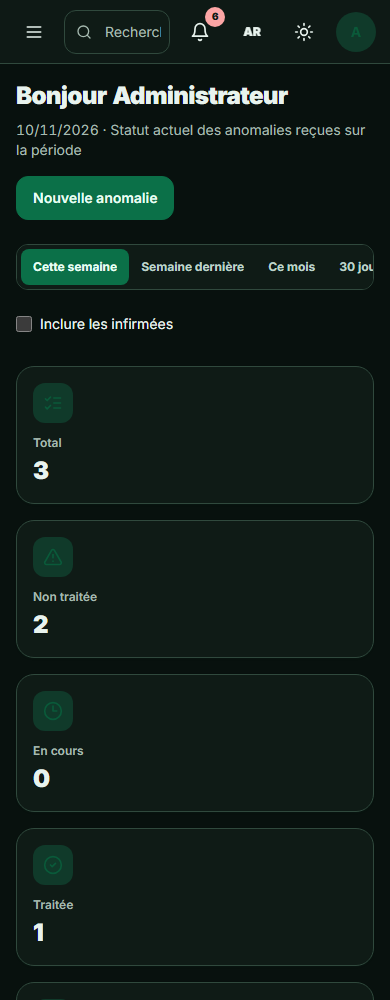 Recherc
6
AR
A
Bonjour Administrateur
10/11/2026 · Statut actuel des anomalies reçues sur
la période
Nouvelle anomalie
Cette semaine Semaine dernière Ce mois 30 jou
Inclure les infirmées
Total
3
Non traitée
2
En cours
0
Traitée
1